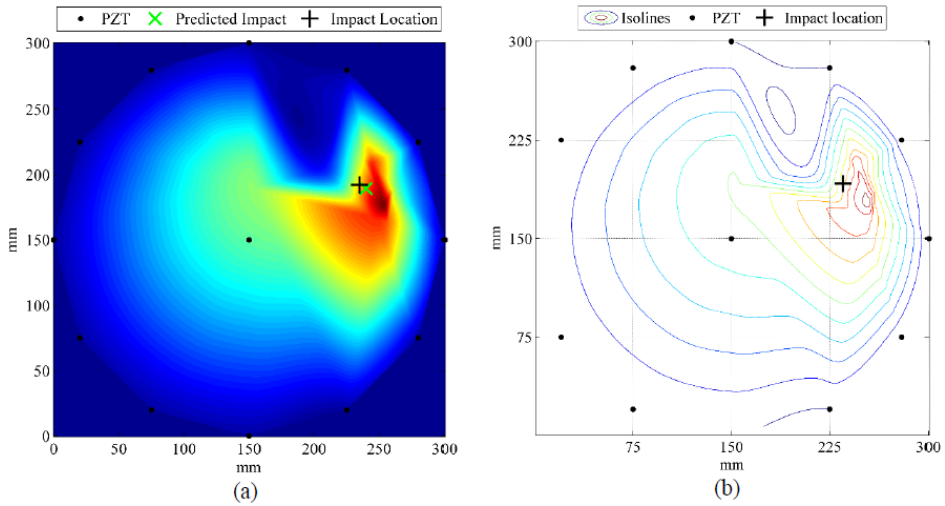 PZT Predicted Impact Impact Location
300
250
200
150
100
50
0
mm
0 50 100 150 200 250 300
mm
(a)
Isolines PZT Impact location
300
225
150
75
mm
75 150 225 300
mm
(b)